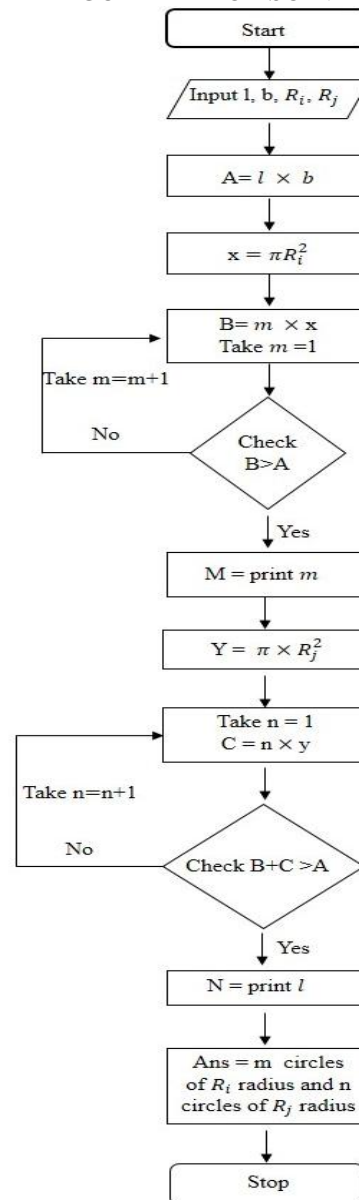 Start
Input l, b, Rᵢ, Rⱼ
A= l × b
x = πRᵢ²
B= m × x
Take m =1
Take m=m+1
No
Check
B>A
Yes
M = print m
Y = π × Rⱼ²
Take n = 1
C = n × y
Take n=n+1
No
Check B+C >A
Yes
N = print l
Ans = m circles
of Rᵢ radius and n
circles of Rⱼ radius
Stop